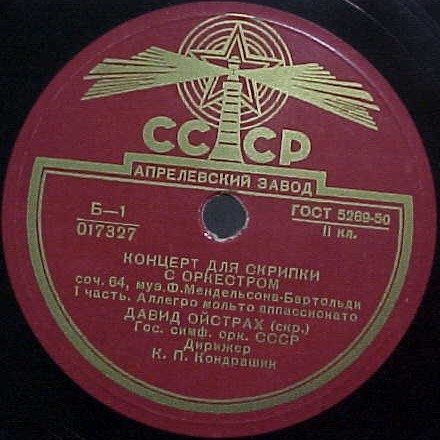 СССР
АПРЕЛЕВСКИЙ ЗАВОД
Б—1
017327
ГОСТ 5289-50
II кл.
КОНЦЕРТ ДЛЯ СКРИПКИ
С ОРКЕСТРОМ
соч. 64, муз. Ф. Мендельсона-Бартольди
I часть. Аллегро мольто аппассионато
ДАВИД ОЙСТРАХ (скр.)
Гос. симф. орк. СССР
Дирижер
К. П. Кондрашин